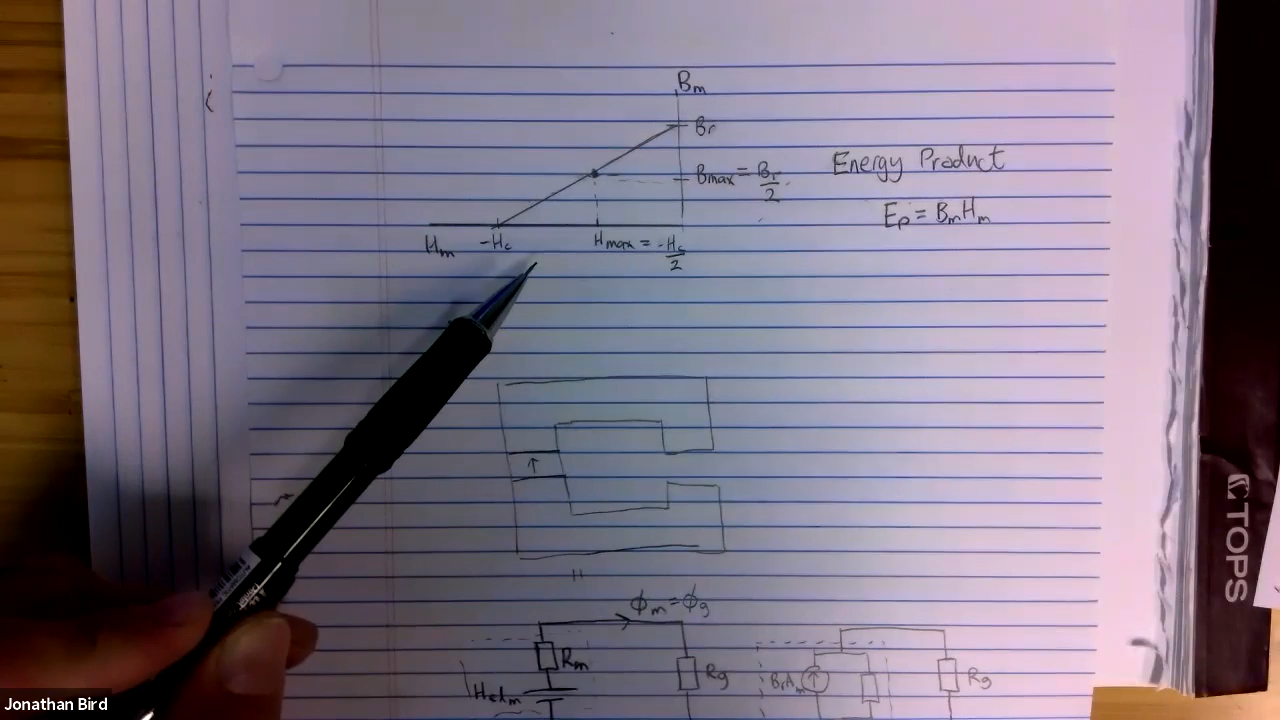 Bm
Br
Bmax = Br/2
Energy Product
Ep = BmHm
Hm
-Hc
Hmax = -Hc/2
ϕm = ϕg
Rm
Rg
Hclm
BrAm
Rg
TOPS
Jonathan Bird